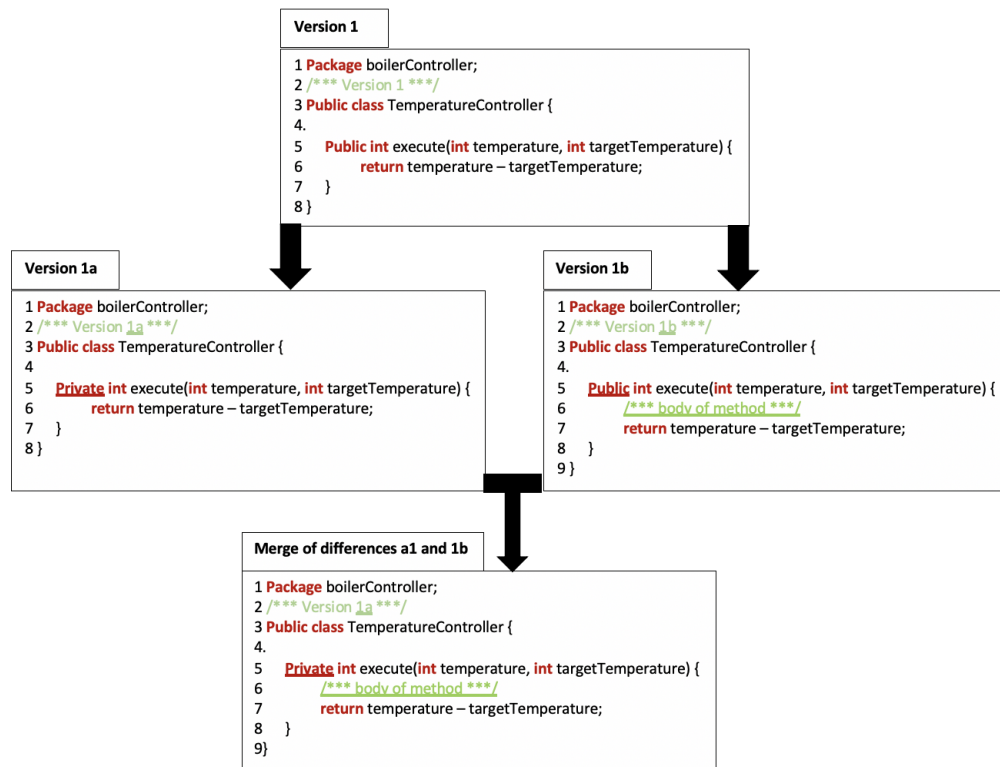 Version 1
1 Package boilerController;
2 /*** Version 1 ***/
3 Public class TemperatureController {
4.
5 Public int execute(int temperature, int targetTemperature) {
6 return temperature – targetTemperature;
7 }
8 }
Version 1a
1 Package boilerController;
2 /*** Version 1a ***/
3 Public class TemperatureController {
4
5 Private int execute(int temperature, int targetTemperature) {
6 return temperature – targetTemperature;
7 }
8 }
Version 1b
1 Package boilerController;
2 /*** Version 1b ***/
3 Public class TemperatureController {
4.
5 Public int execute(int temperature, int targetTemperature) {
6 /*** body of method ***/
7 return temperature – targetTemperature;
8 }
9 }
Merge of differences a1 and 1b
1 Package boilerController;
2 /*** Version 1a ***/
3 Public class TemperatureController {
4.
5 Private int execute(int temperature, int targetTemperature) {
6 /*** body of method ***/
7 return temperature – targetTemperature;
8 }
9}